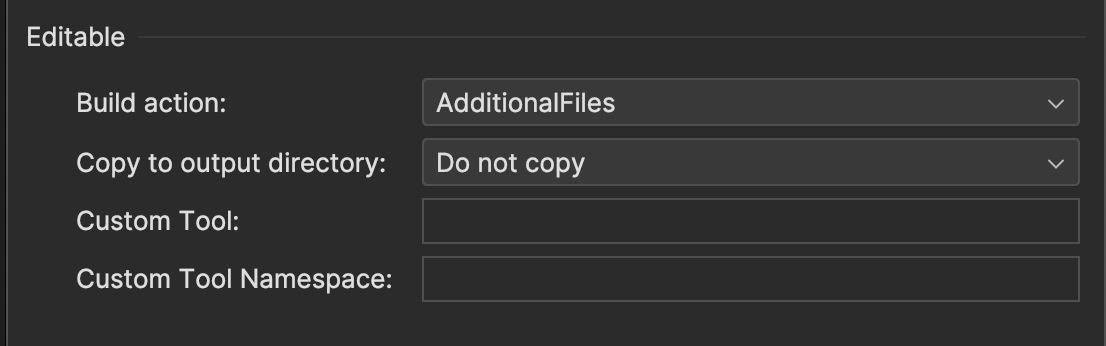 Editable
Build action: AdditionalFiles
Copy to output directory: Do not copy
Custom Tool:
Custom Tool Namespace: